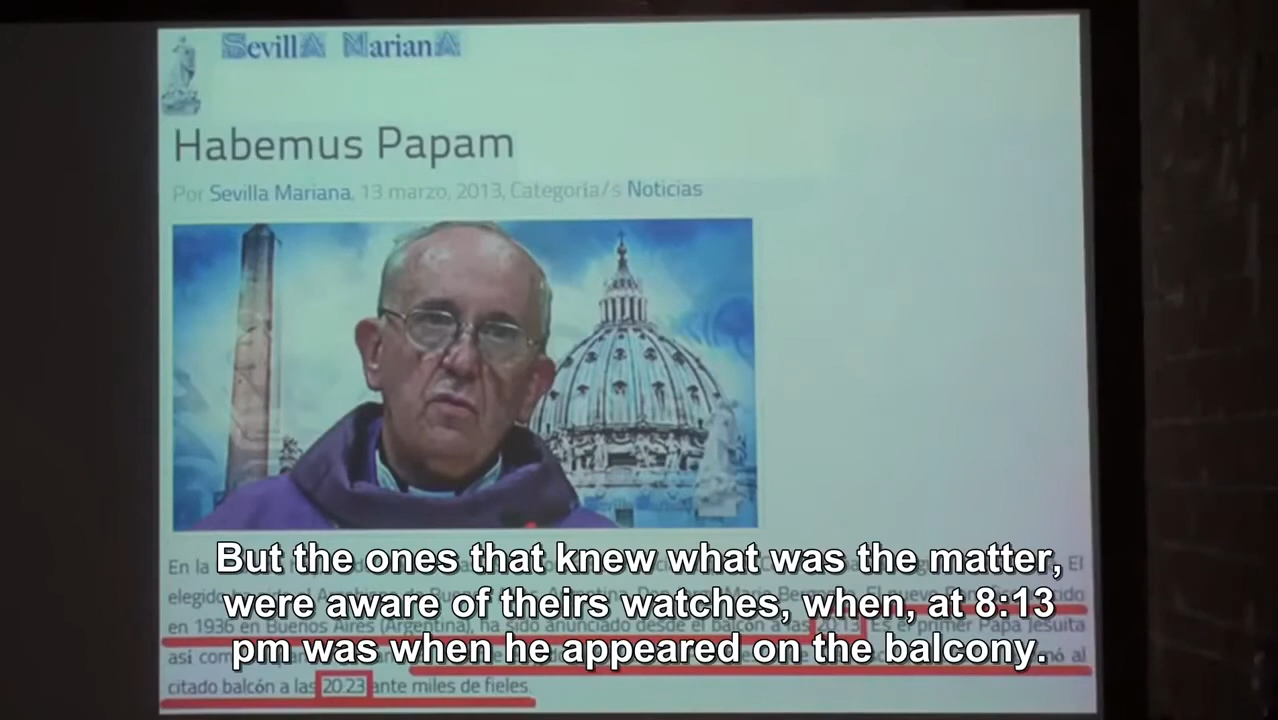 SevillA MarianA
Habemus Papam
Por Sevilla Mariana, 13 marzo, 2013, Categoría/s Noticias
En la El
en 1936 en Buenos Aires (Argentina), ha sido anunciado desde el balcón a las 20:13. Es el primer Papa Jesuita
así al
citado balcón a las 20:23 ante miles de fieles.
But the ones that knew what was the matter,
were aware of theirs watches, when, at 8:13
pm was when he appeared on the balcony.